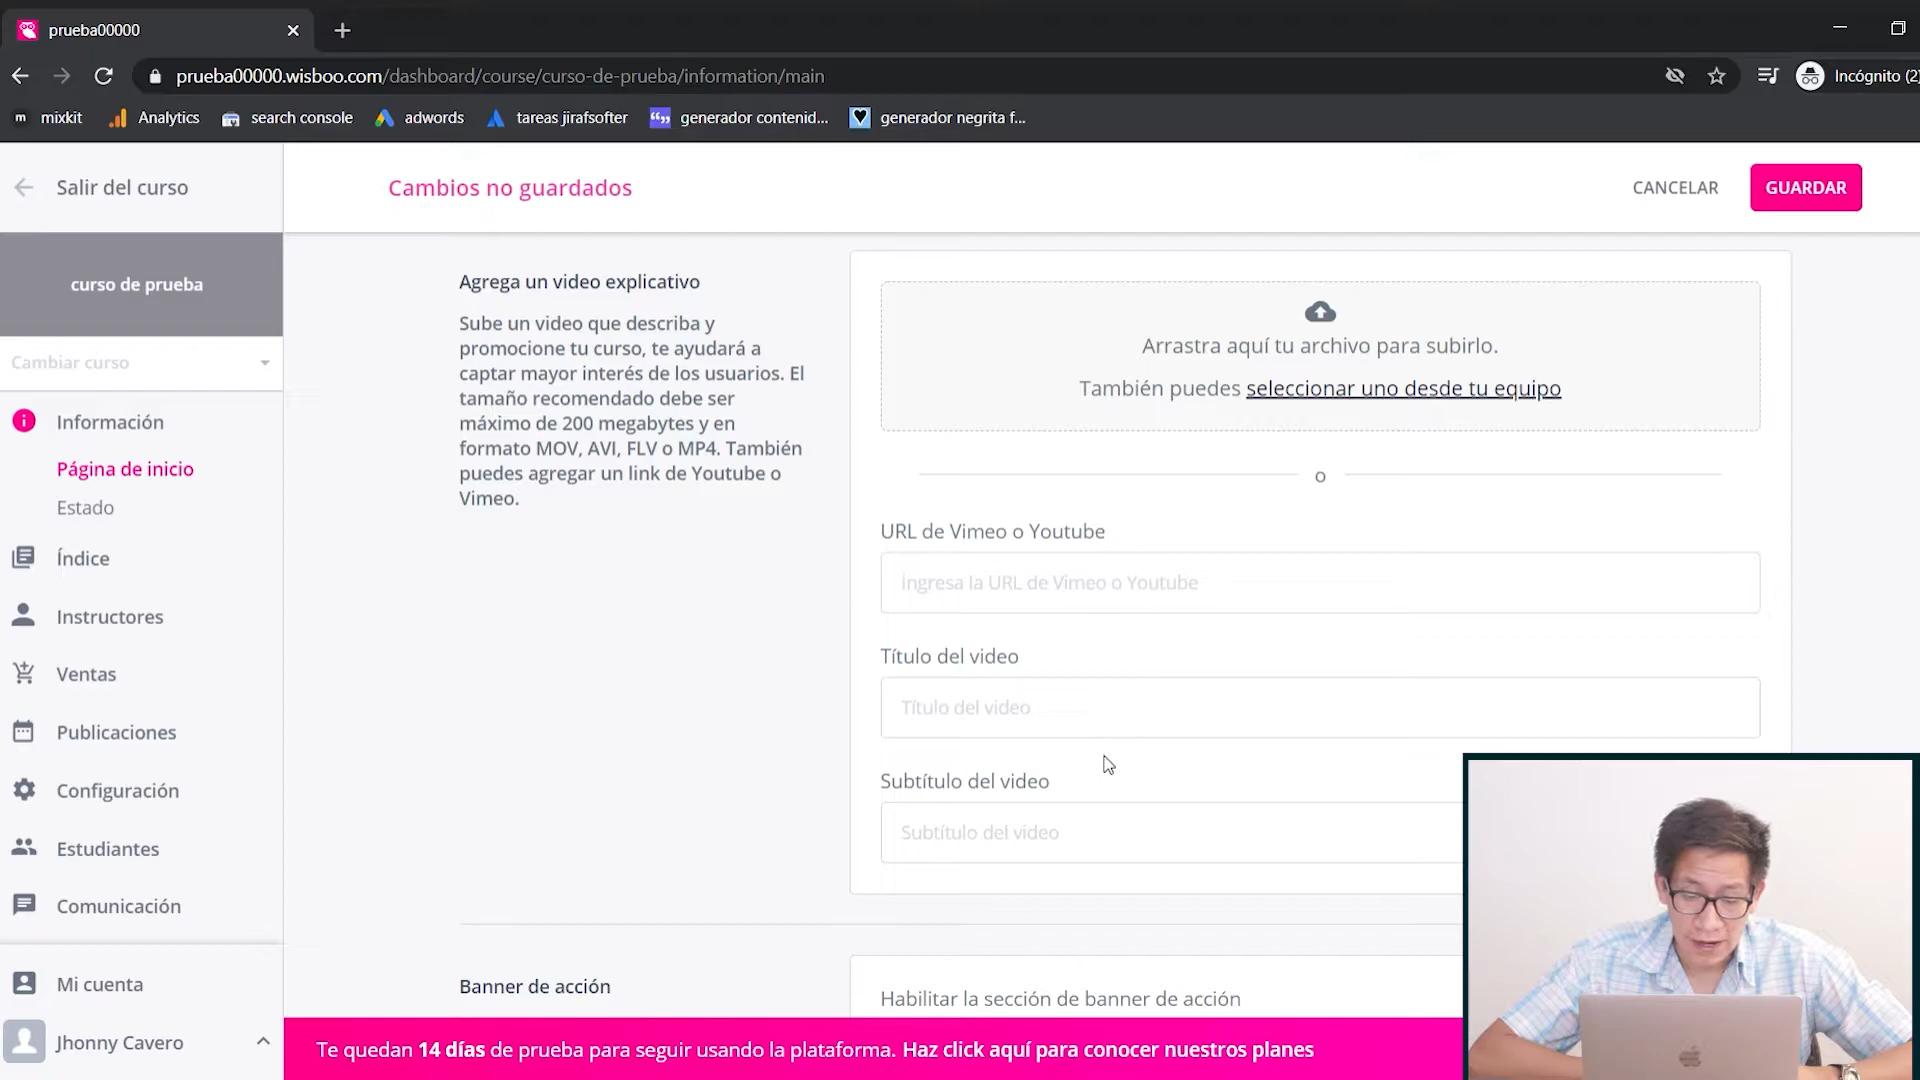 prueba00000
prueba00000.wisboo.com/dashboard/course/curso-de-prueba/information/main
Incógnito (2)
m mixkit
Analytics
search console
adwords
tareas jirafsofter
generador contenid...
generador negrita f...
Salir del curso
Cambios no guardados
CANCELAR
GUARDAR
curso de prueba
Cambiar curso
Información
Página de inicio
Estado
Índice
Instructores
Ventas
Publicaciones
Configuración
Estudiantes
Comunicación
Mi cuenta
Jhonny Cavero
Agrega un video explicativo
Sube un video que describa y
promocione tu curso, te ayudará a
captar mayor interés de los usuarios. El
tamaño recomendado debe ser
máximo de 200 megabytes y en
formato MOV, AVI, FLV o MP4. También
puedes agregar un link de Youtube o
Vimeo.
Arrastra aquí tu archivo para subirlo.
También puedes seleccionar uno desde tu equipo
o
URL de Vimeo o Youtube
Ingresa la URL de Vimeo o Youtube
Título del video
Título del video
Subtítulo del video
Subtítulo del video
Banner de acción
Habilitar la sección de banner de acción
Te quedan 14 días de prueba para seguir usando la plataforma. Haz click aquí para conocer nuestros planes